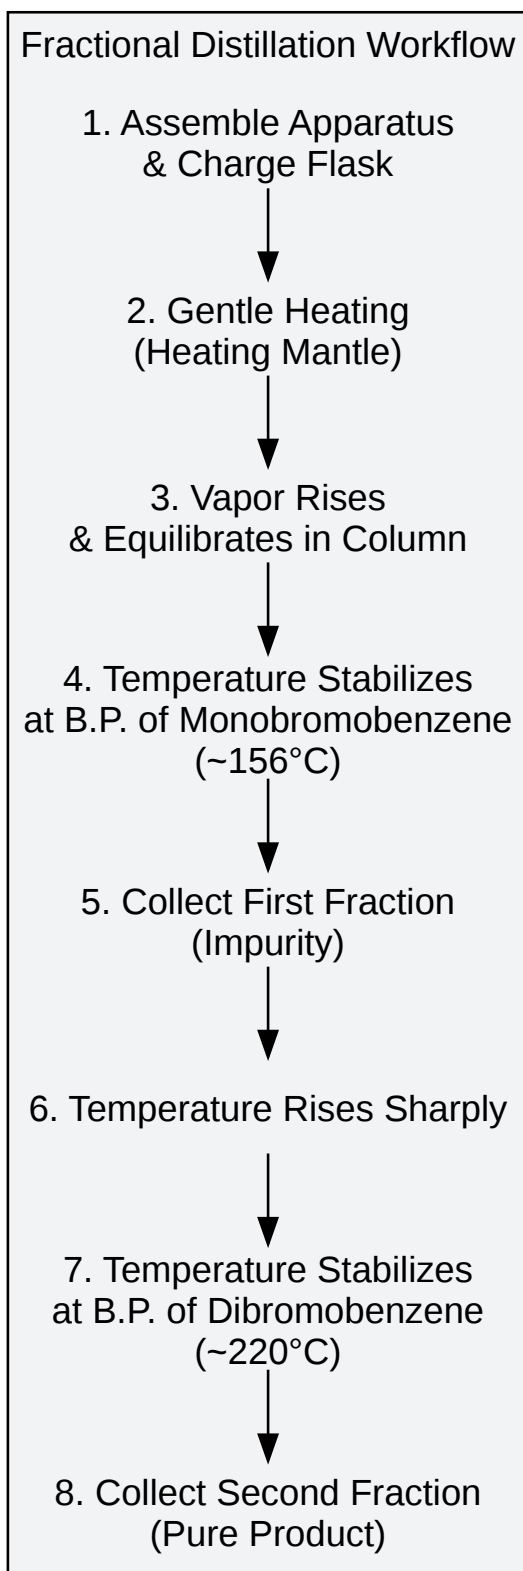 Fractional Distillation Workflow
1. Assemble Apparatus
& Charge Flask
2. Gentle Heating
(Heating Mantle)
3. Vapor Rises
& Equilibrates in Column
4. Temperature Stabilizes
at B.P. of Monobromobenzene
(~156°C)
5. Collect First Fraction
(Impurity)
6. Temperature Rises Sharply
7. Temperature Stabilizes
at B.P. of Dibromobenzene
(~220°C)
8. Collect Second Fraction
(Pure Product)